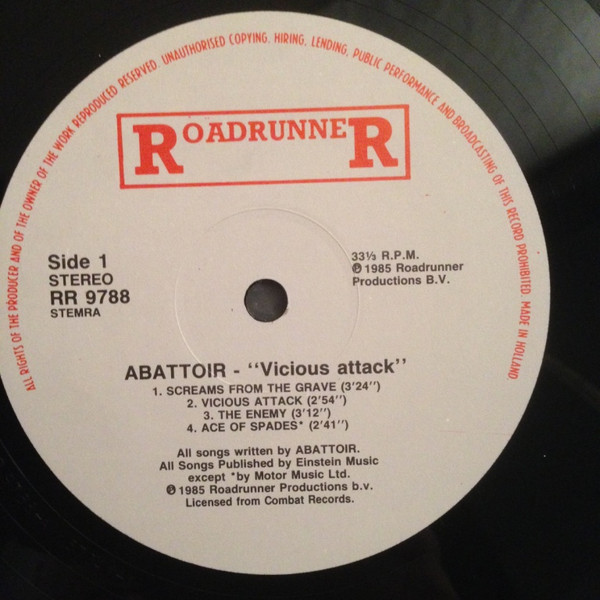 ALL RIGHTS OF THE PRODUCER AND OF THE OWNER OF THE WORK REPRODUCED RESERVED. UNAUTHORISED COPYING, HIRING, LENDING, PUBLIC PERFORMANCE AND BROADCASTING OF THIS RECORD PROHIBITED. MADE IN HOLLAND
ROADRUNNER
Side 1
STEREO
RR 9788
STEMRA
33⅓ R.P.M.
℗ 1985 Roadrunner
Productions B.V.
ABATTOIR - "Vicious attack"
1. SCREAMS FROM THE GRAVE (3'24")
2. VICIOUS ATTACK (2'54")
3. THE ENEMY (3'12")
4. ACE OF SPADES* (2'41")
All songs written by ABATTOIR.
All Songs Published by Einstein Music
except *by Motor Music Ltd.
℗ 1985 Roadrunner Productions b.v.
Licensed from Combat Records.